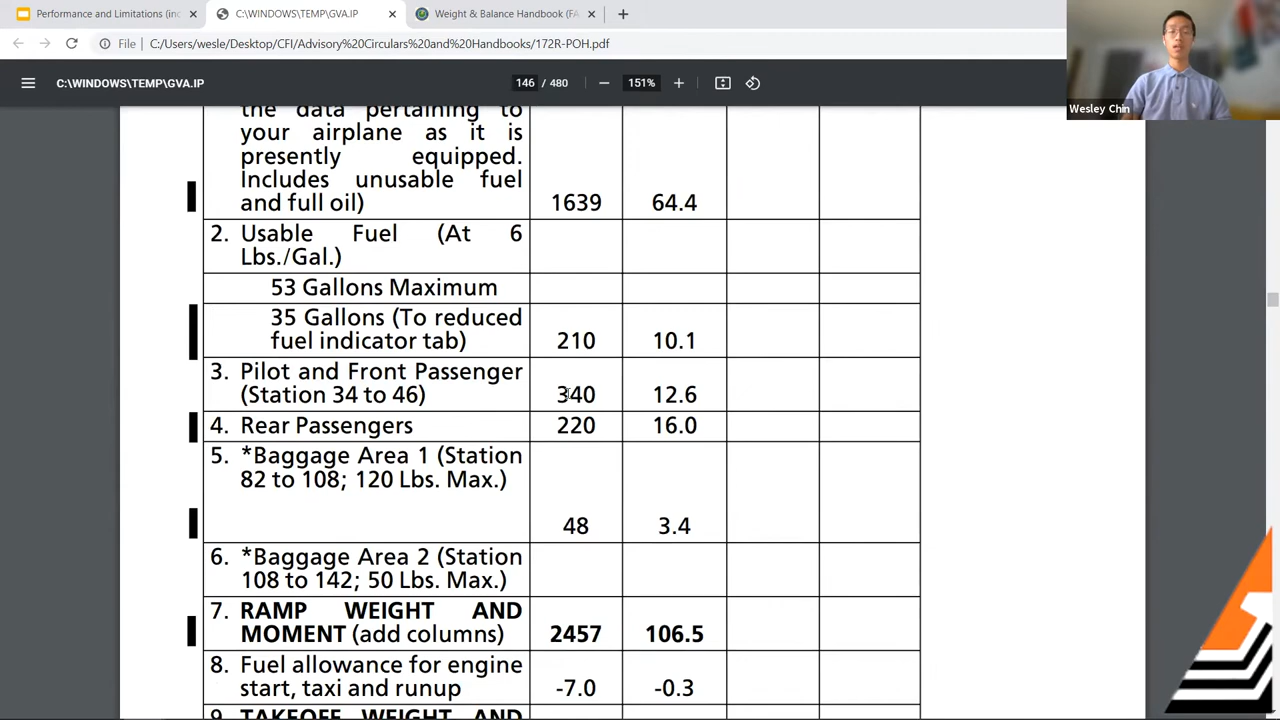 Performance and Limitations (inc
C:\WINDOWS\TEMP\GVA.IP
Weight & Balance Handbook (FA
File
C:/Users/wesle/Desktop/CFI/Advisory%20Circulars%20and%20Handbooks/172R-POH.pdf
C:\WINDOWS\TEMP\GVA.IP
146 / 480
151%
Wesley Chin
the data pertaining to
your airplane as it is
presently equipped.
Includes unusable fuel
and full oil) 1639 64.4
2. Usable Fuel (At 6
Lbs./Gal.)
53 Gallons Maximum
35 Gallons (To reduced
fuel indicator tab) 210 10.1
3. Pilot and Front Passenger
(Station 34 to 46) 340 12.6
4. Rear Passengers 220 16.0
5. *Baggage Area 1 (Station
82 to 108; 120 Lbs. Max.)
48 3.4
6. *Baggage Area 2 (Station
108 to 142; 50 Lbs. Max.)
7. RAMP WEIGHT AND
MOMENT (add columns) 2457 106.5
8. Fuel allowance for engine
start, taxi and runup -7.0 -0.3
9. TAKEOFF WEIGHT AND